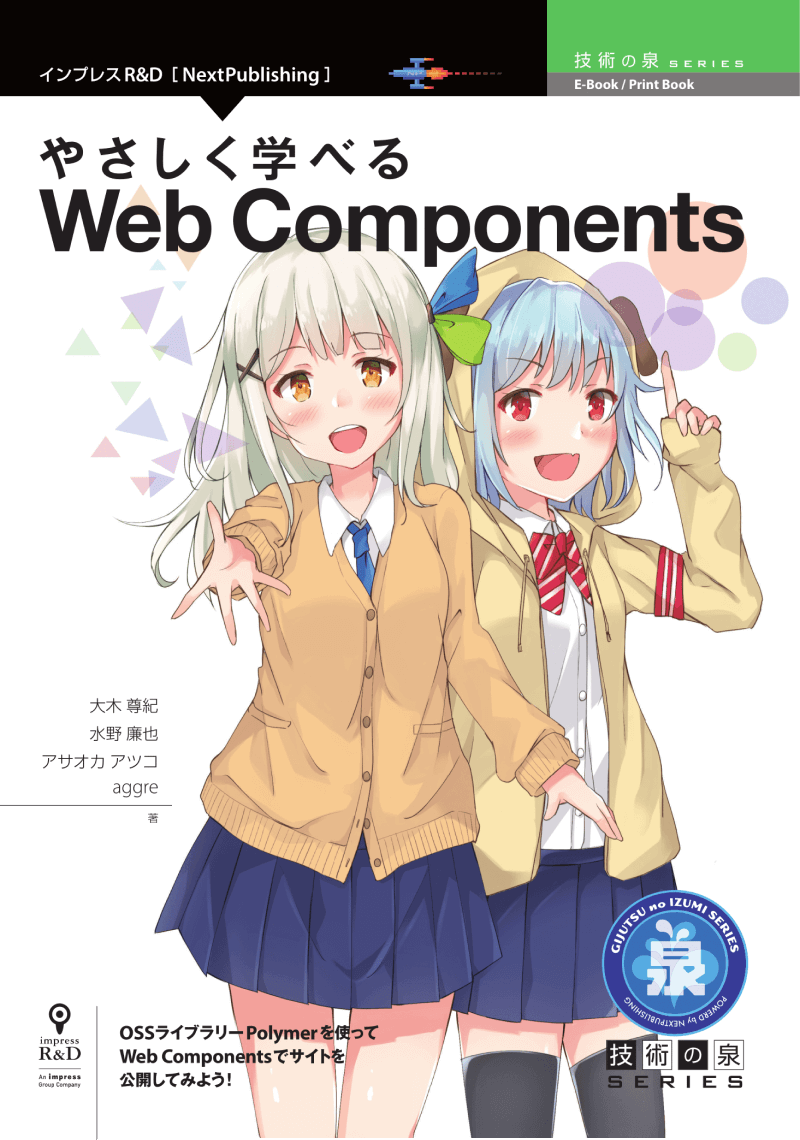 インプレスR&D [ NextPublishing ]
技術の泉 SERIES
E-Book / Print Book
やさしく学べる
Web Components
大木 尊紀
水野 廉也
アサオカ アツコ
aggre
著
GIJUTSU no IZUMI SERIES
泉
POWERD by NEXTPUBLISHING
技術の泉
SERIES
impress
R&D
An impress
Group Company
OSSライブラリーPolymerを使って
Web Componentsでサイトを
公開してみよう!